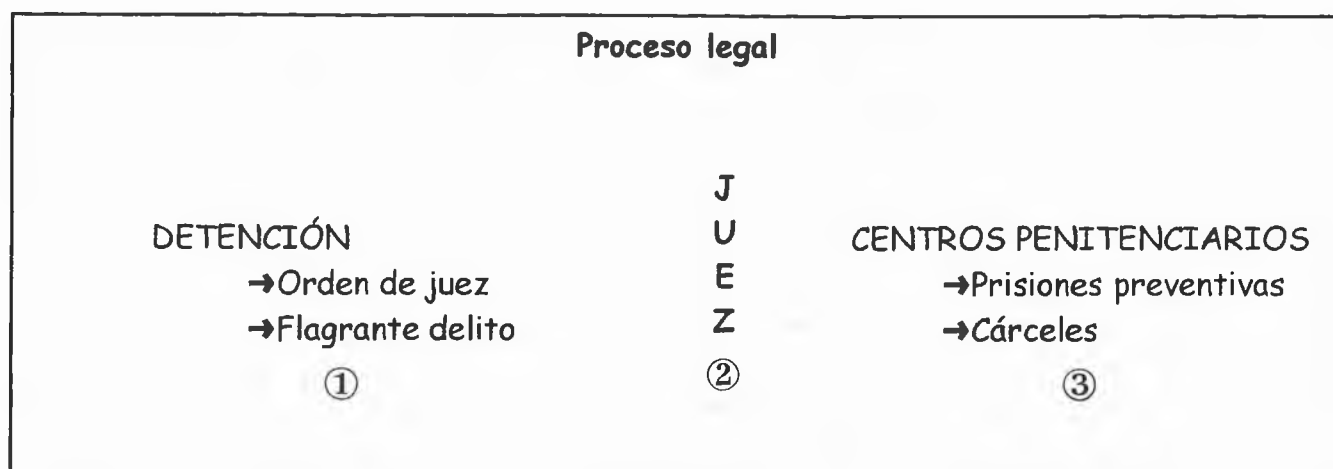 Proceso legal
DETENCIÓN
→Orden de juez
→Flagrante delito
①
J
U
E
Z
②
CENTROS PENITENCIARIOS
→Prisiones preventivas
→Cárceles
③